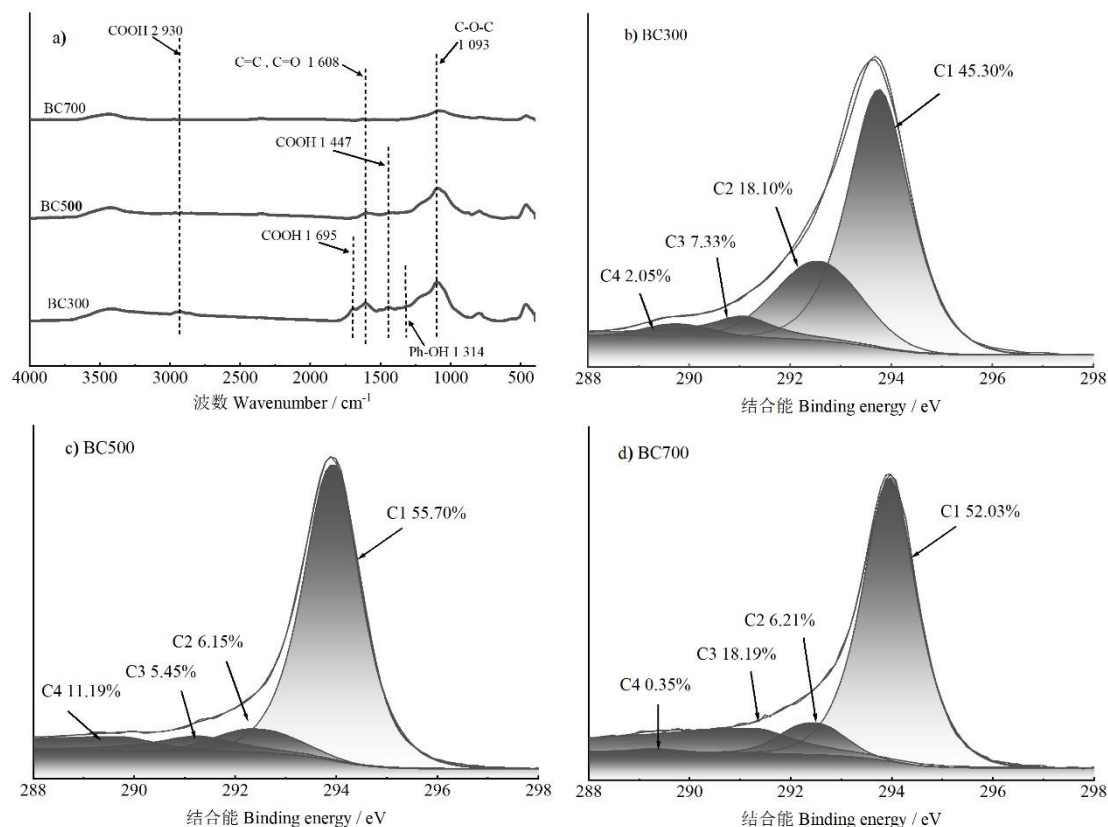 a)
COOH 2 930
C=C , C=O 1 608
C-O-C
1 093
BC700
COOH 1 447
BC500
COOH 1 695
BC300
Ph-OH 1 314
4000 3500 3000 2500 2000 1500 1000 500
波数 Wavenumber / cm-1
b) BC300
C1 45.30%
C2 18.10%
C3 7.33%
C4 2.05%
288 290 292 294 296 298
结合能 Binding energy / eV
c) BC500
C1 55.70%
C2 6.15%
C3 5.45%
C4 11.19%
288 290 292 294 296 298
结合能 Binding energy / eV
d) BC700
C1 52.03%
C2 6.21%
C3 18.19%
C4 0.35%
288 290 292 294 296 298
结合能 Binding energy / eV